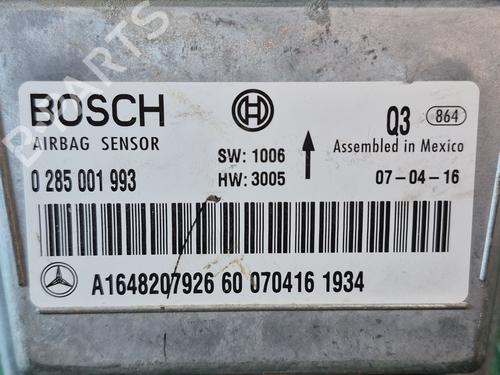 BOSCH
AIRBAG SENSOR
0 285 001 993
SW: 1006
HW: 3005
Q3 864
Assembled in Mexico
07-04-16
A1648207926 60 070416 1934
B-PARTS